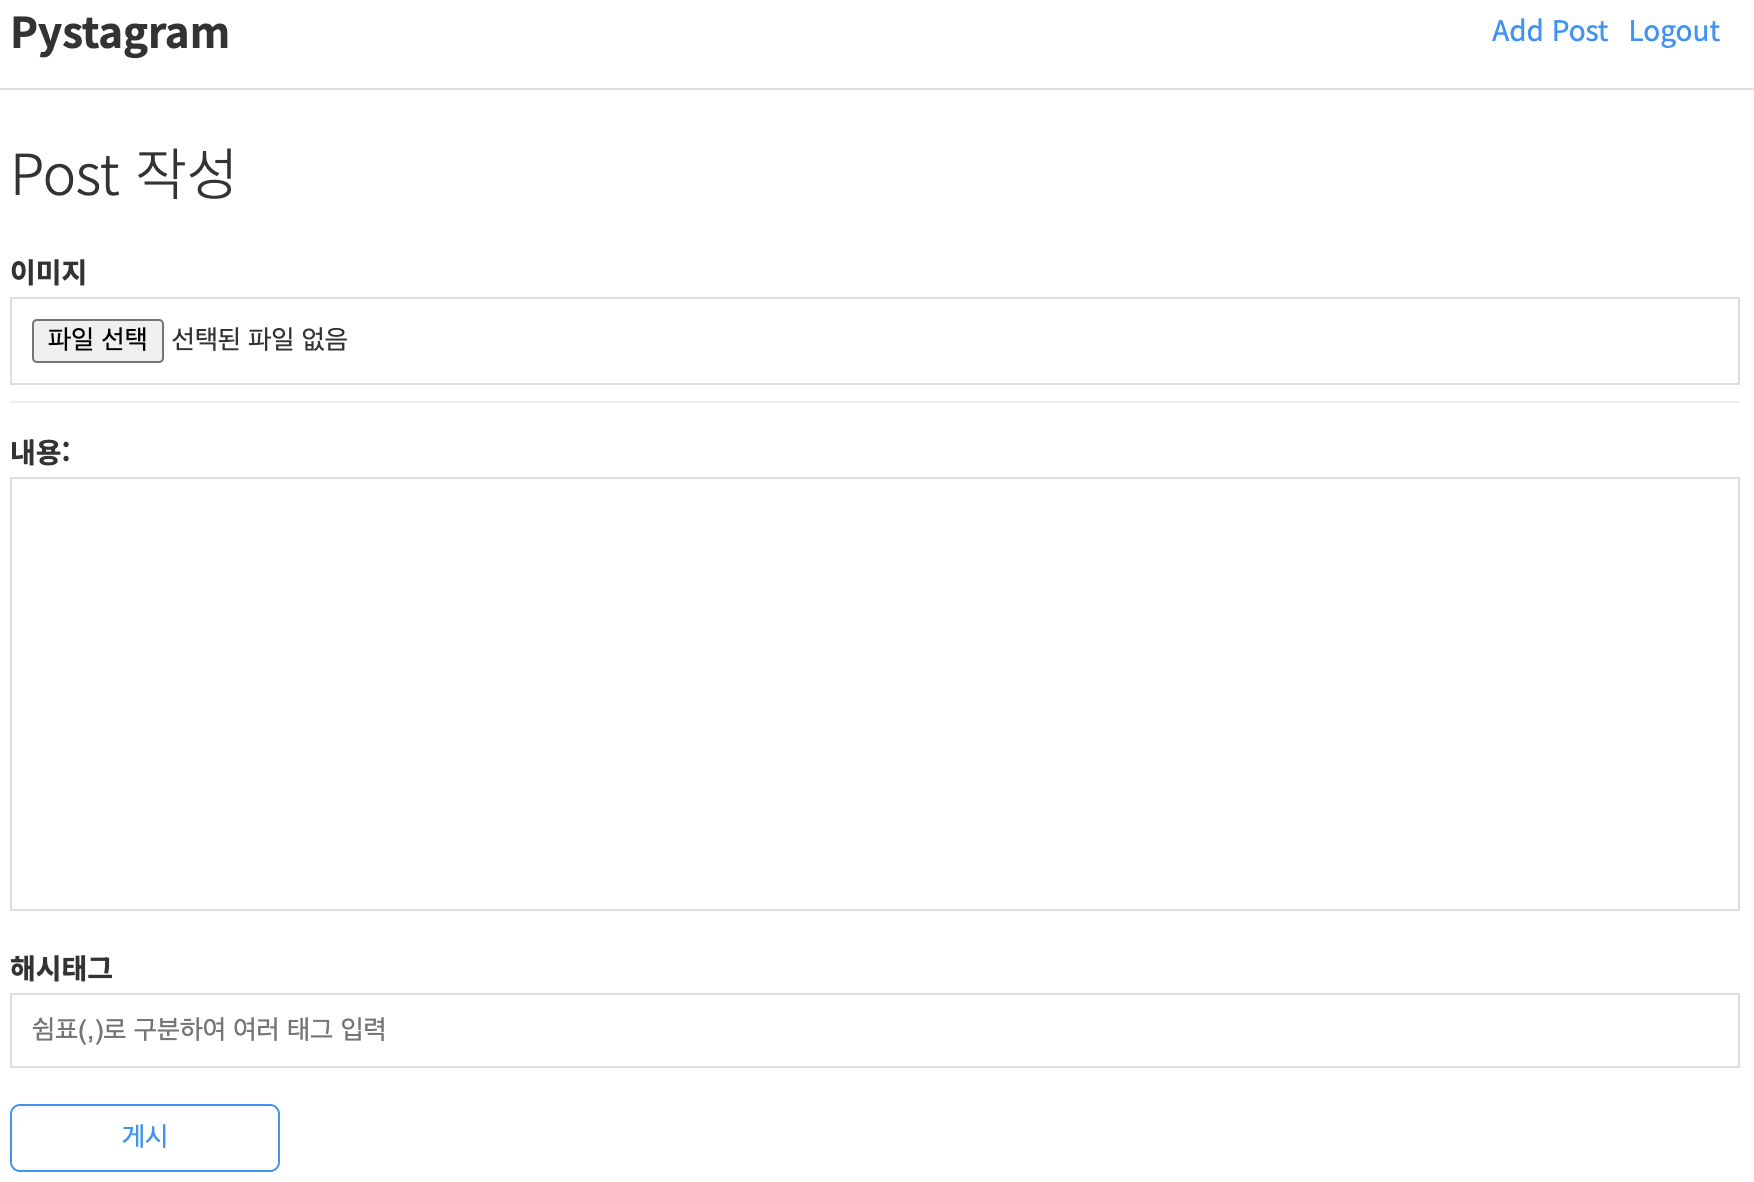 Pystagram
Add Post Logout
Post 작성
이미지
파일 선택 선택된 파일 없음
내용:
해시태그
쉼표(,)로 구분하여 여러 태그 입력
게시